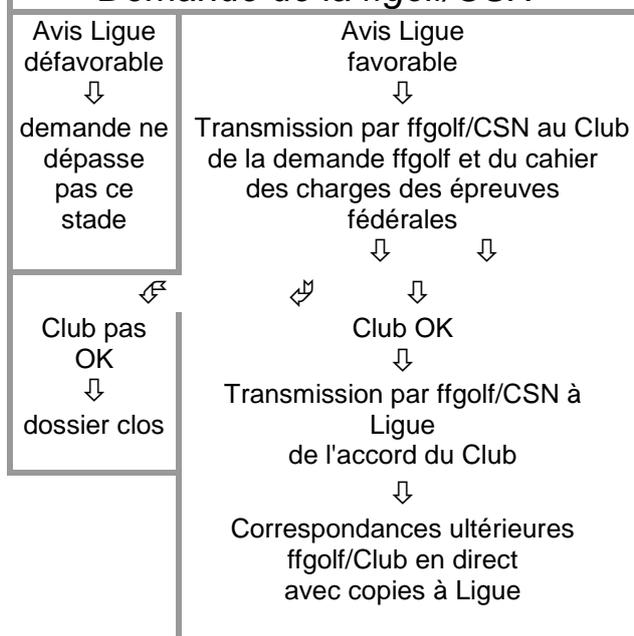 Demande de la ffgolf/CSN
Avis Ligue
défavorable
⇩
demande ne
dépasse
pas ce
stade
Avis Ligue
favorable
⇩
Transmission par ffgolf/CSN au Club
de la demande ffgolf et du cahier
des charges des épreuves
fédérales
⇩ ⇩
⇩
Club pas
OK
⇩
dossier clos
Club OK
⇩
Transmission par ffgolf/CSN à
Ligue
de l'accord du Club
⇩
Correspondances ultérieures
ffgolf/Club en direct
avec copies à Ligue